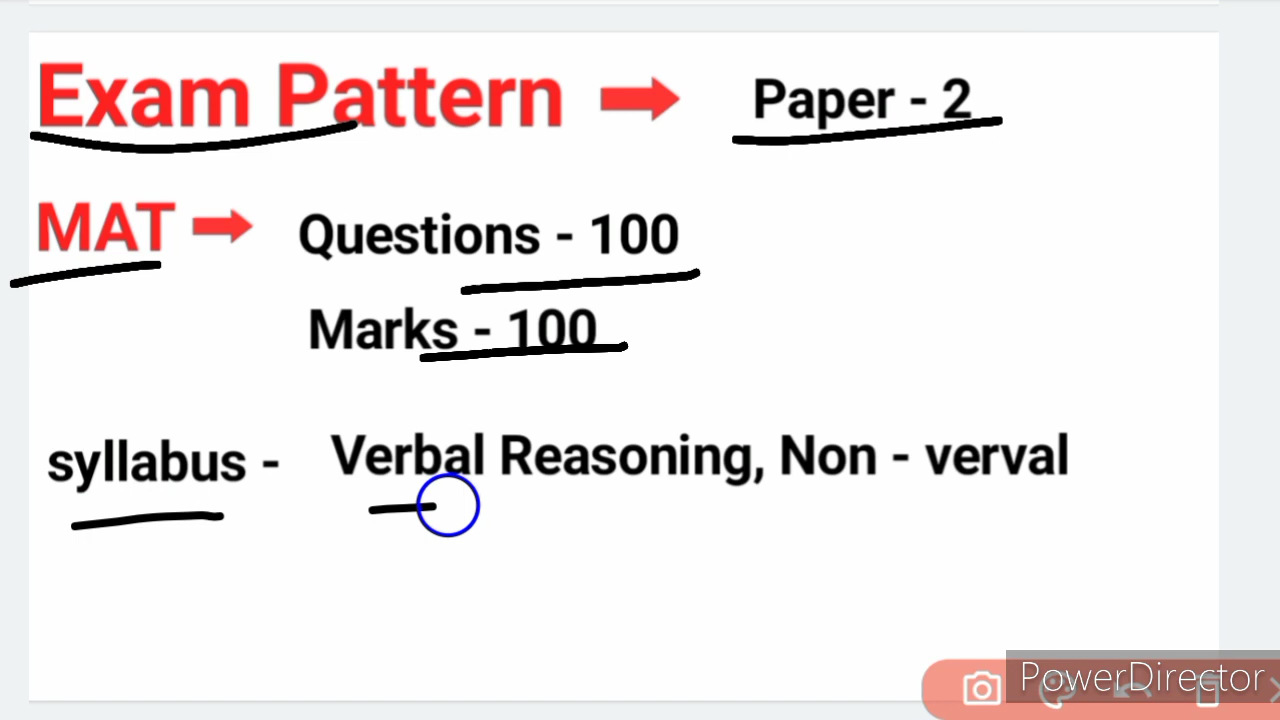 Exam Pattern ➡ Paper - 2
MAT ➡ Questions - 100
Marks - 100
syllabus - Verbal Reasoning, Non - verval
PowerDirector